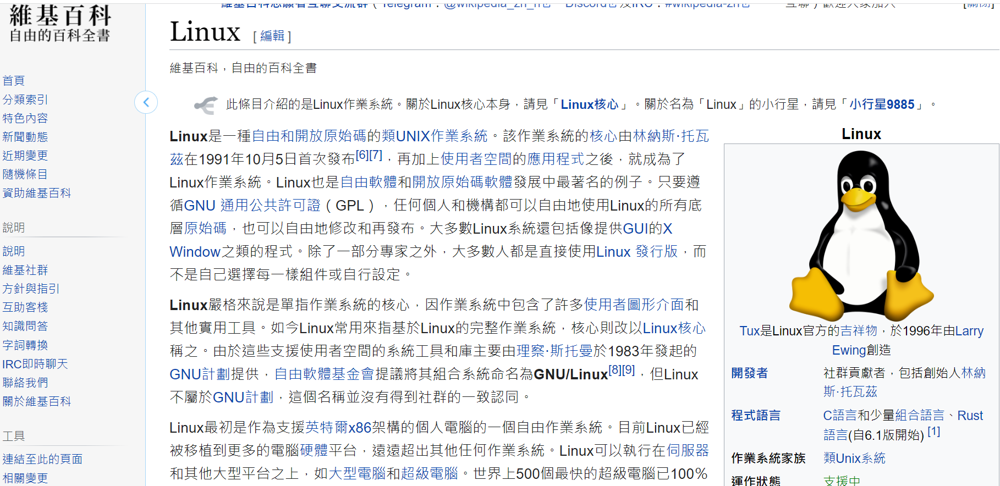 維基百科
自由的百科全書
首頁
分類索引
特色內容
新聞動態
近期變更
隨機條目
資助維基百科
說明
說明
維基社群
方針與指引
互助客棧
知識問答
字詞轉換
IRC即時聊天
聯絡我們
關於維基百科
工具
連結至此的頁面
相關變更
Linux [ 編輯 ]
維基百科，自由的百科全書
此條目介紹的是Linux作業系統。關於Linux核心本身，請見「Linux核心」。關於名為「Linux」的小行星，請見「小行星9885」。
Linux是一種自由和開放原始碼的類UNIX作業系統。該作業系統的核心由林納斯·托瓦
茲在1991年10月5日首次發布[6][7]，再加上使用者空間的應用程式之後，就成為了
Linux作業系統。Linux也是自由軟體和開放原始碼軟體發展中最著名的例子。只要遵
循GNU 通用公共許可證（GPL），任何個人和機構都可以自由地使用Linux的所有底
層原始碼，也可以自由地修改和再發布。大多數Linux系統還包括像提供GUI的X
Window之類的程式。除了一部分專家之外，大多數人都是直接使用Linux 發行版，而
不是自己選擇每一樣組件或自行設定。
Linux嚴格來說是單指作業系統的核心，因作業系統中包含了許多使用者圖形介面和
其他實用工具。如今Linux常用來指基於Linux的完整作業系統，核心則改以Linux核心
稱之。由於這些支援使用者空間的系統工具和庫主要由理察·斯托曼於1983年發起的
GNU計劃提供，自由軟體基金會提議將其組合系統命名為GNU/Linux[8][9]，但Linux
不屬於GNU計劃，這個名稱並沒有得到社群的一致認同。
Linux最初是作為支援英特爾x86架構的個人電腦的一個自由作業系統。目前Linux已經
被移植到更多的電腦硬體平台，遠遠超出其他任何作業系統。Linux可以執行在伺服器
和其他大型平台之上，如大型電腦和超級電腦。世界上500個最快的超級電腦已100%
Linux
Tux是Linux官方的吉祥物，於1996年由Larry
Ewing創造
開發者 社群貢獻者，包括創始人林納
斯·托瓦茲
程式語言 C語言和少量組合語言、Rust
語言(自6.1版開始) [1]
作業系統家族 類Unix系統
運作狀態 支援中